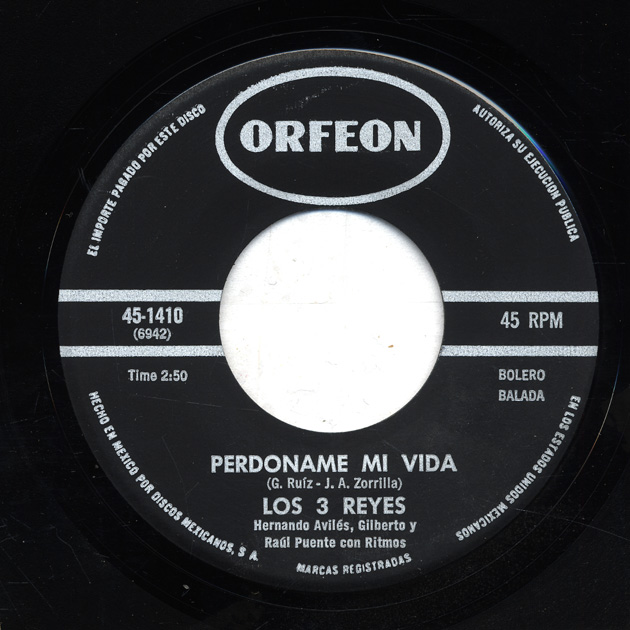 ORFEON
EL IMPORTE PAGADO POR ESTE DISCO
AUTORIZA SU EJECUCION PUBLICA
45-1410
(6942)
45 RPM
Time 2:50
BOLERO
BALADA
PERDONAME MI VIDA
(G. Ruíz - J. A. Zorrilla)
LOS 3 REYES
Hernando Avilés, Gilberto y
Raúl Puente con Ritmos
HECHO EN MEXICO POR DISCOS MEXICANOS, S A
MARCAS REGISTRADAS
EN LOS ESTADOS UNIDOS MEXICANOS